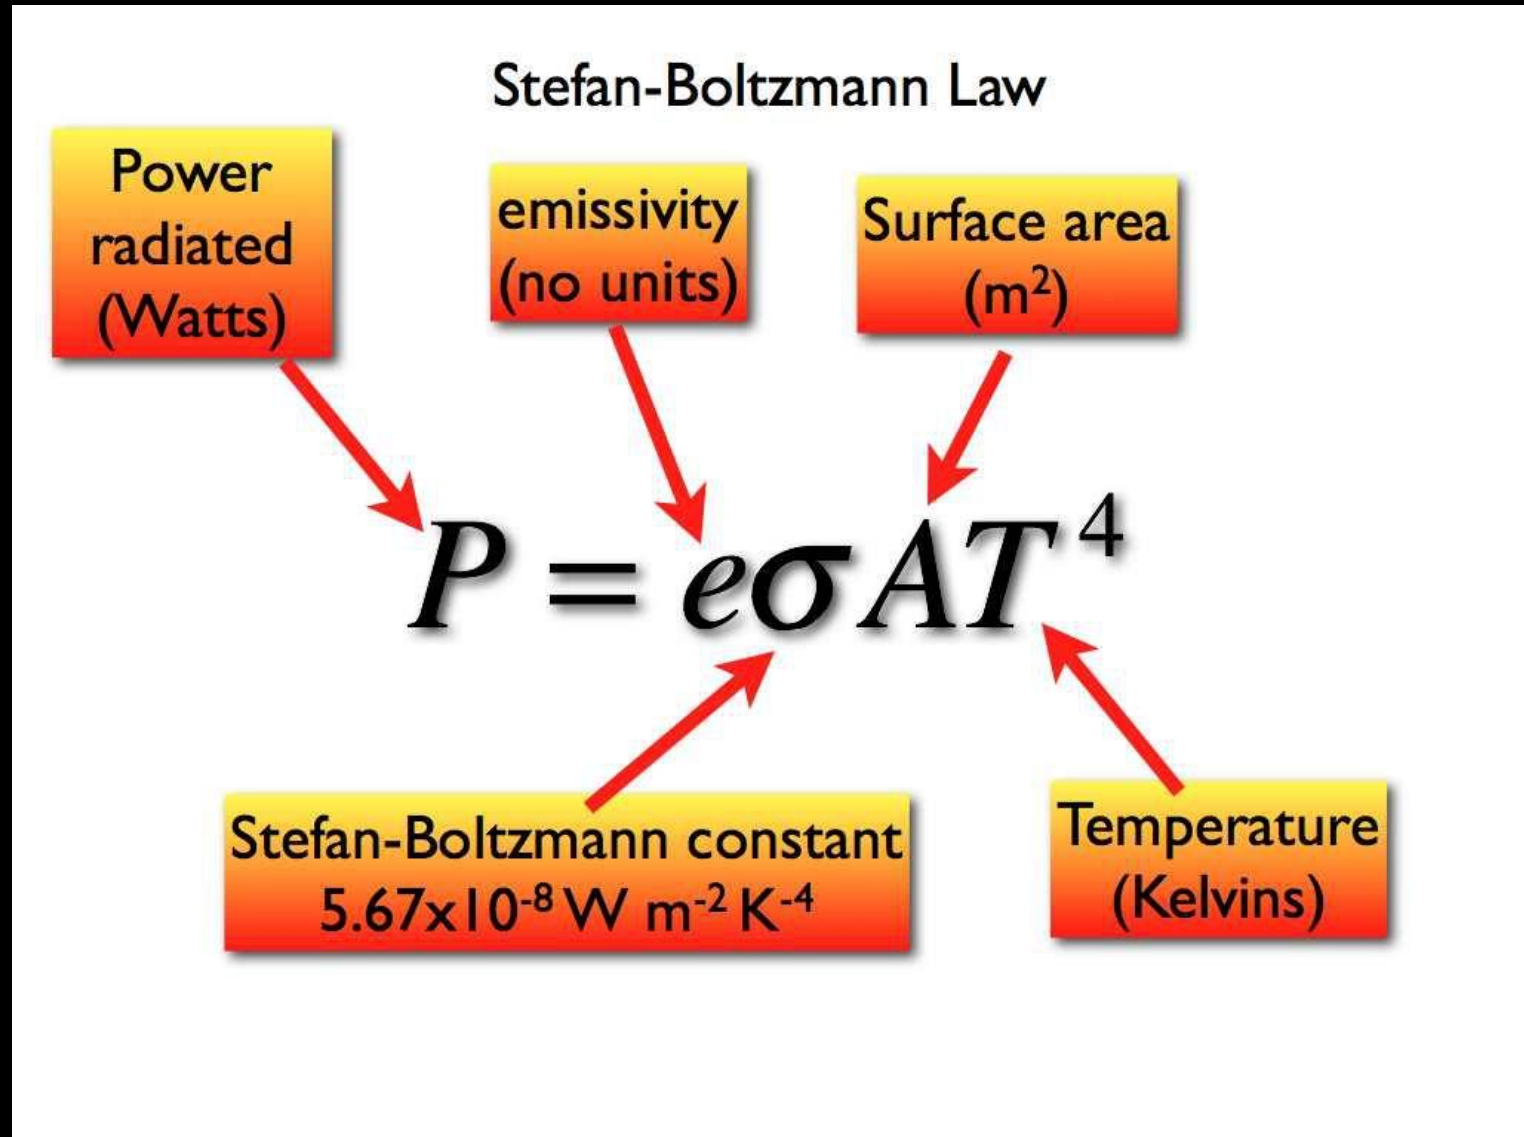 Stefan-Boltzmann Law
Power
radiated
(Watts)
emissivity
(no units)
Surface area
(m²)
P = eσAT⁴
Stefan-Boltzmann constant
5.67x10⁻⁸ W m⁻² K⁻⁴
Temperature
(Kelvins)